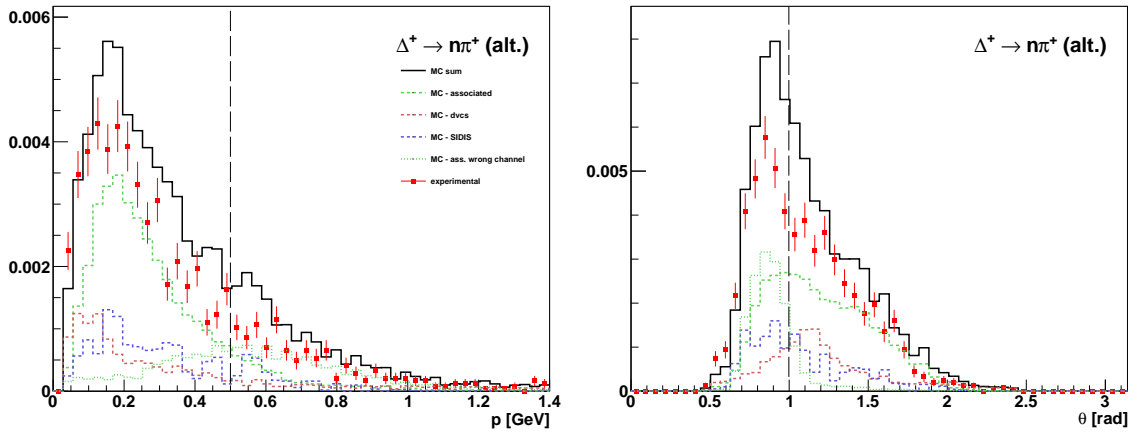 0.006
0.004
0.002
0
Δ⁺ → nπ⁺ (alt.)
MC sum
MC - associated
MC - dvcs
MC - SIDIS
MC - ass. wrong channel
experimental
0 0.2 0.4 0.6 0.8 1 1.2 1.4
p [GeV]
0.005
0
Δ⁺ → nπ⁺ (alt.)
0 0.5 1 1.5 2 2.5 3
θ [rad]